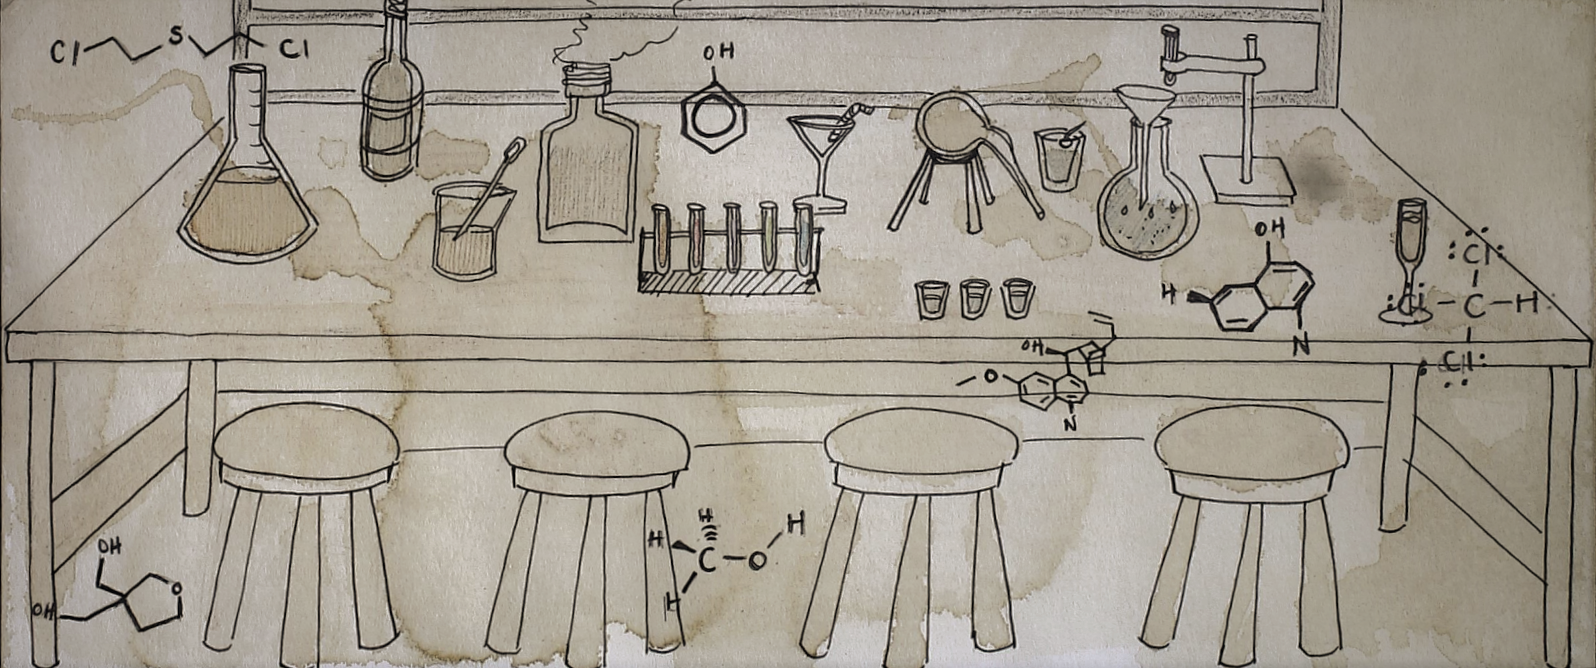 Cl S Cl
OH
OH
H
N
:Cl:
:Cl - C - H
:Cl:
OH
O
N
H
H C - O H
H
OH
OH
O